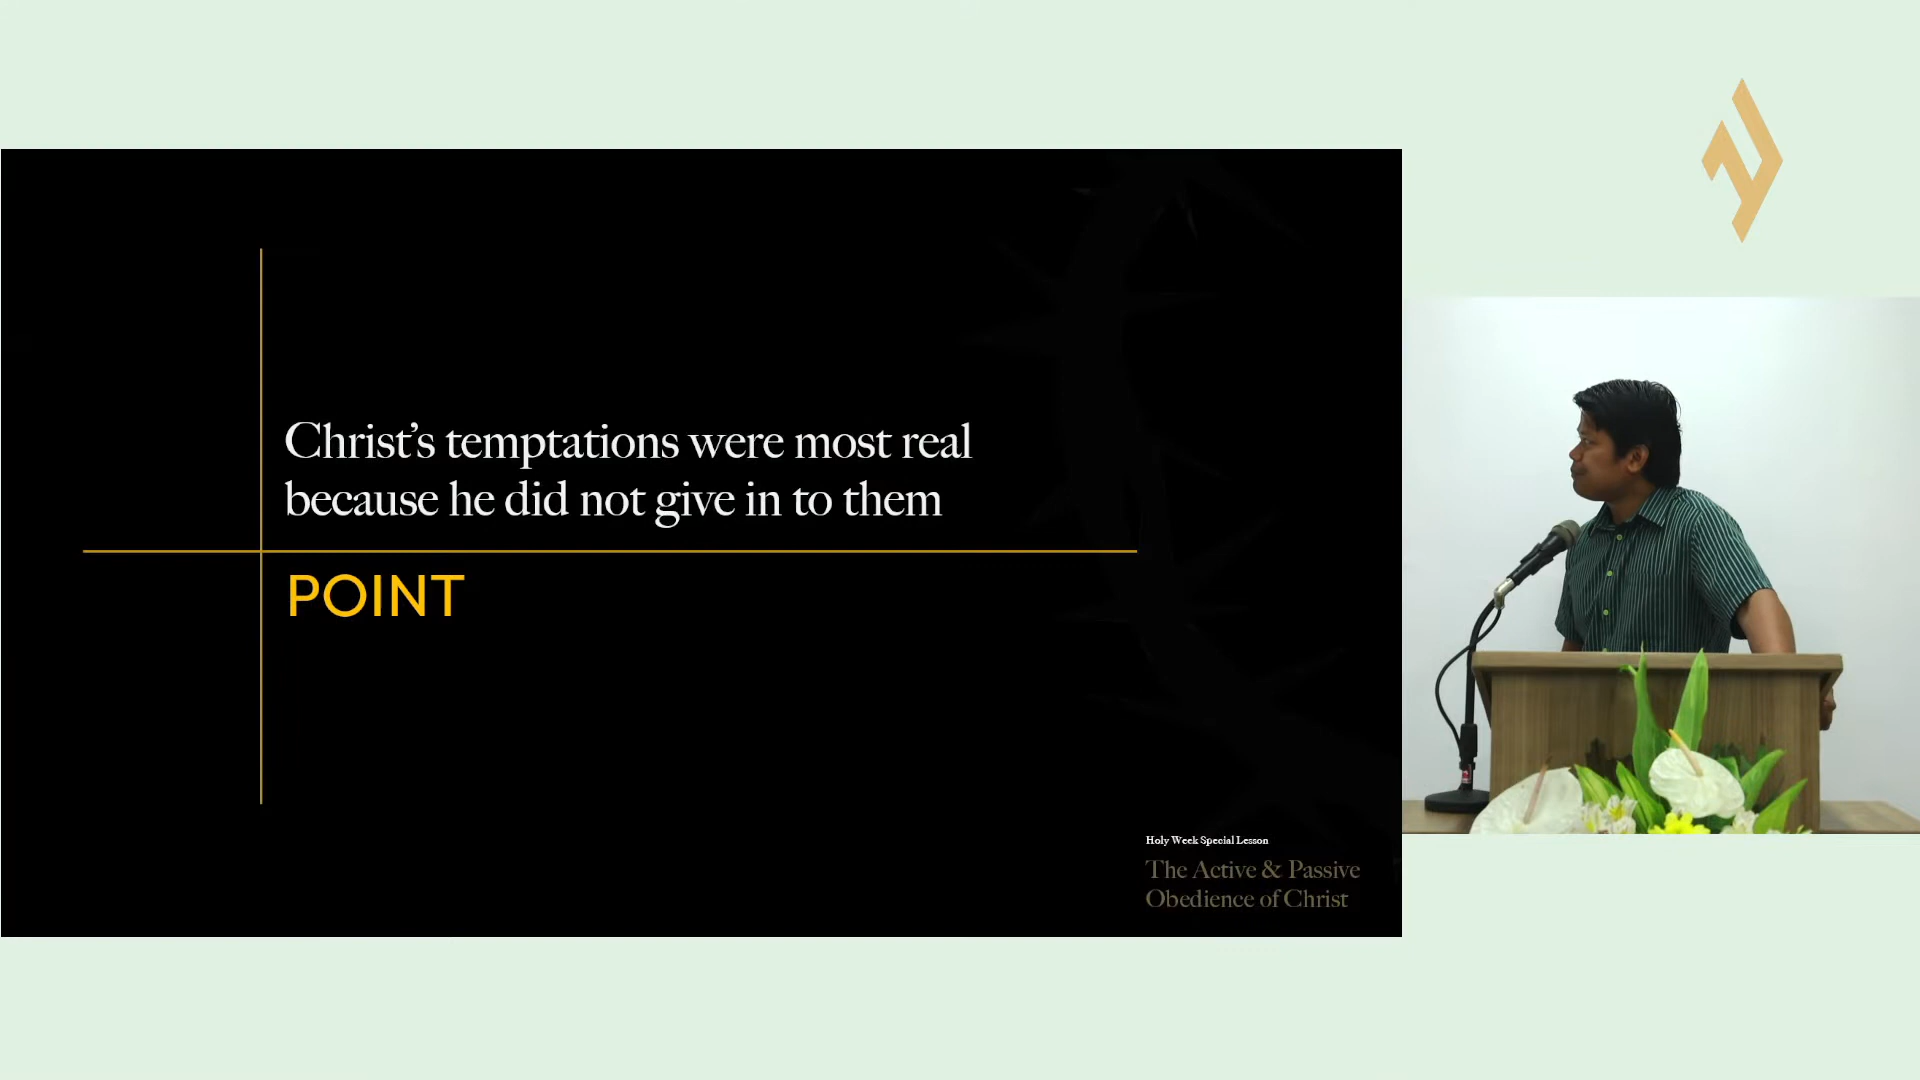 Christ’s temptations were most real
because he did not give in to them
POINT
Holy Week Special Lesson
The Active & Passive
Obedience of Christ